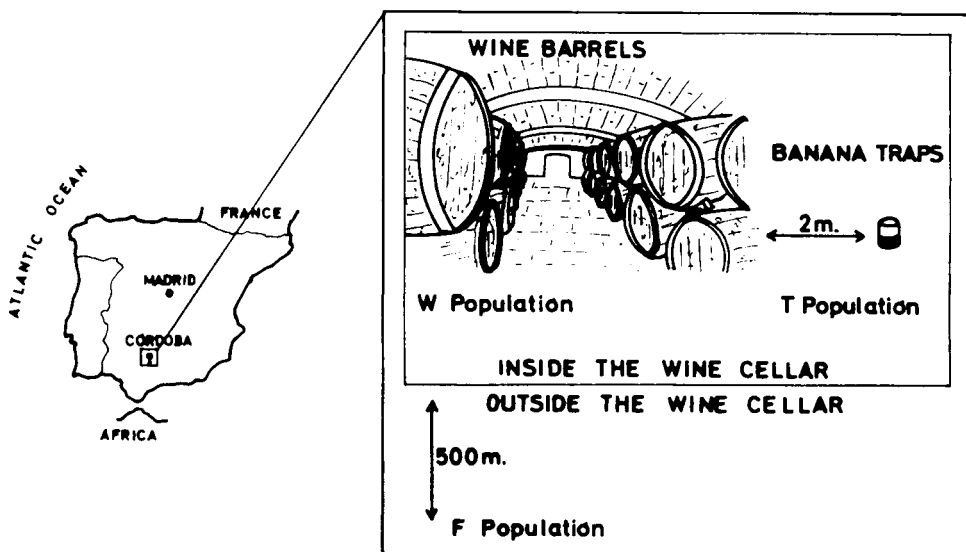 ATLANTIC OCEAN
FRANCE
MADRID
CORDOBA
AFRICA
WINE BARRELS
BANANA TRAPS
2m.
W Population
T Population
INSIDE THE WINE CELLAR
OUTSIDE THE WINE CELLAR
500m.
F Population